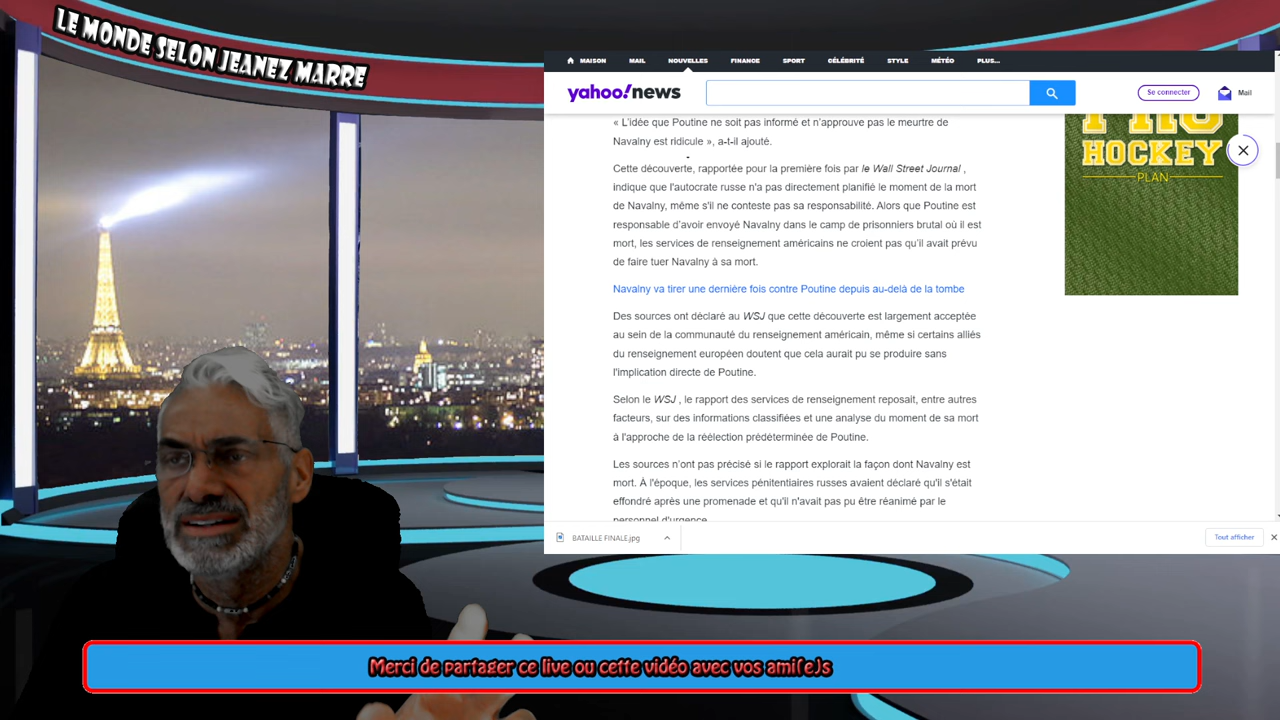 LE MONDE SELON JEANEZ MARRE
MAISON MAIL NOUVELLES FINANCE SPORT CÉLÉBRITÉ STYLE MÉTÉO PLUS...
yahoo!news
Se connecter
Mail
« L'idée que Poutine ne soit pas informé et n'approuve pas le meurtre de
Navalny est ridicule », a-t-il ajouté.
Cette découverte, rapportée pour la première fois par le Wall Street Journal ,
indique que l'autocrate russe n'a pas directement planifié le moment de la mort
de Navalny, même s'il ne conteste pas sa responsabilité. Alors que Poutine est
responsable d'avoir envoyé Navalny dans le camp de prisonniers brutal où il est
mort, les services de renseignement américains ne croient pas qu'il avait prévu
de faire tuer Navalny à sa mort.
Navalny va tirer une dernière fois contre Poutine depuis au-delà de la tombe
Des sources ont déclaré au WSJ que cette découverte est largement acceptée
au sein de la communauté du renseignement américain, même si certains alliés
du renseignement européen doutent que cela aurait pu se produire sans
l'implication directe de Poutine.
Selon le WSJ , le rapport des services de renseignement reposait, entre autres
facteurs, sur des informations classifiées et une analyse du moment de sa mort
à l'approche de la réélection prédéterminée de Poutine.
Les sources n'ont pas précisé si le rapport explorait la façon dont Navalny est
mort. À l'époque, les services pénitentiaires russes avaient déclaré qu'il s'était
effondré après une promenade et qu'il n'avait pas pu être réanimé par le
personnel d'urgence.
PRO
HOCKEY
PLAN
BATAILLE FINALE.jpg
Tout afficher
Merci de partager ce live ou cette vidéo avec vos ami(e)s